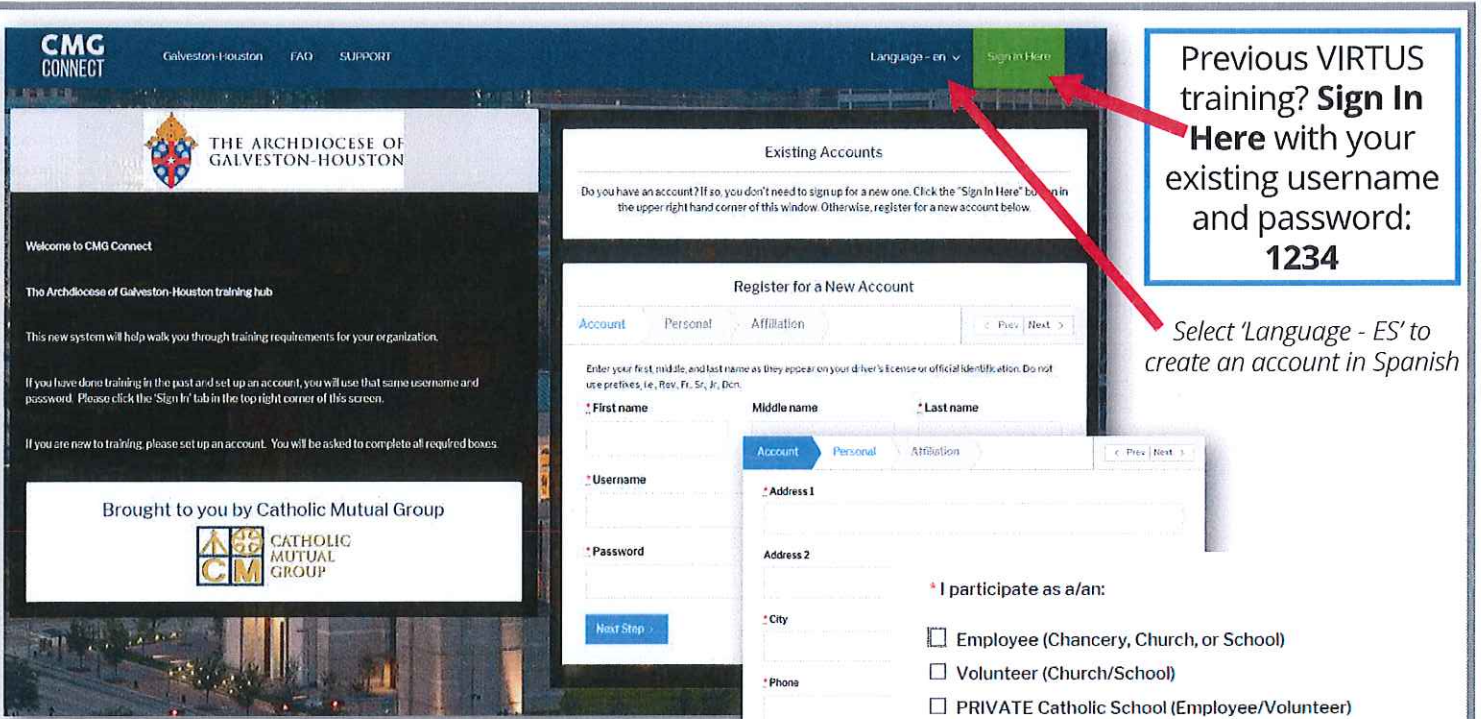 CMG
CONNECT
Galveston-Houston FAQ SUPPORT
Language - en
Sign In Here
THE ARCHDIOCESE OF
GALVESTON-HOUSTON
Welcome to CMG Connect
The Archdiocese of Galveston-Houston training hub
This new system will help walk you through training requirements for your organization.
If you have done training in the past and set up an account, you will use that same username and
password. Please click the 'Sign In' tab in the top right corner of this screen.
If you are new to training, please set up an account. You will be asked to complete all required boxes.
Brought to you by Catholic Mutual Group
CM
CATHOLIC
MUTUAL
GROUP
Existing Accounts
Do you have an account? If so, you don't need to sign up for a new one. Click the "Sign In Here" button in
the upper right hand corner of this window. Otherwise, register for a new account below.
Register for a New Account
Account Personal Affiliation < Prev Next >
Enter your first, middle, and last name as they appear on your driver's license or official identification. Do not
use prefixes, i.e., Rev, Fr, Sr, Jr, Dcn.
* First name Middle name * Last name
* Username
* Password
Next Step >
Account Personal Affiliation < Prev Next >
* Address 1
Address 2
* City
* Phone
* I participate as a/an:
Employee (Chancery, Church, or School)
Volunteer (Church/School)
PRIVATE Catholic School (Employee/Volunteer)
Previous VIRTUS
training? Sign In
Here with your
existing username
and password:
1234
Select 'Language - ES' to
create an account in Spanish